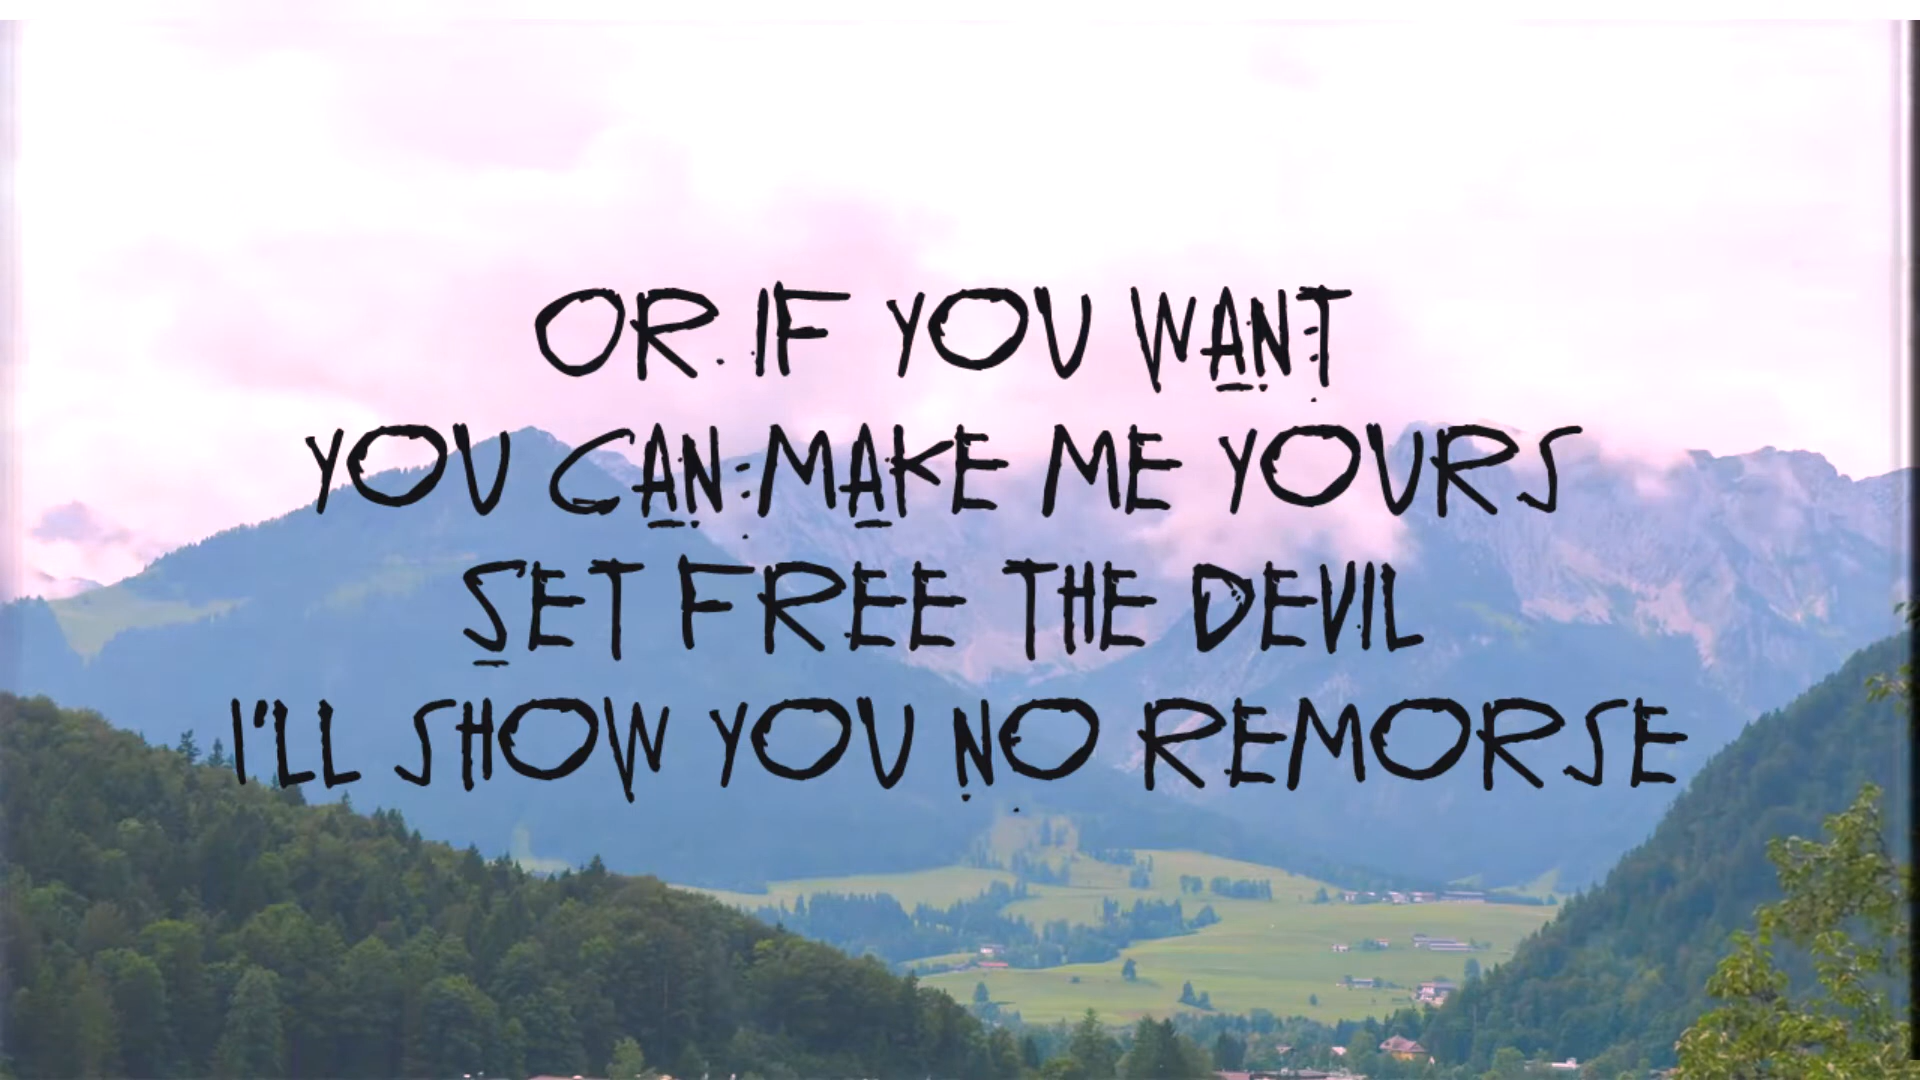 OR IF YOU WANT
YOU CAN MAKE ME YOURS
SET FREE THE DEVIL
I'LL SHOW YOU NO REMORSE